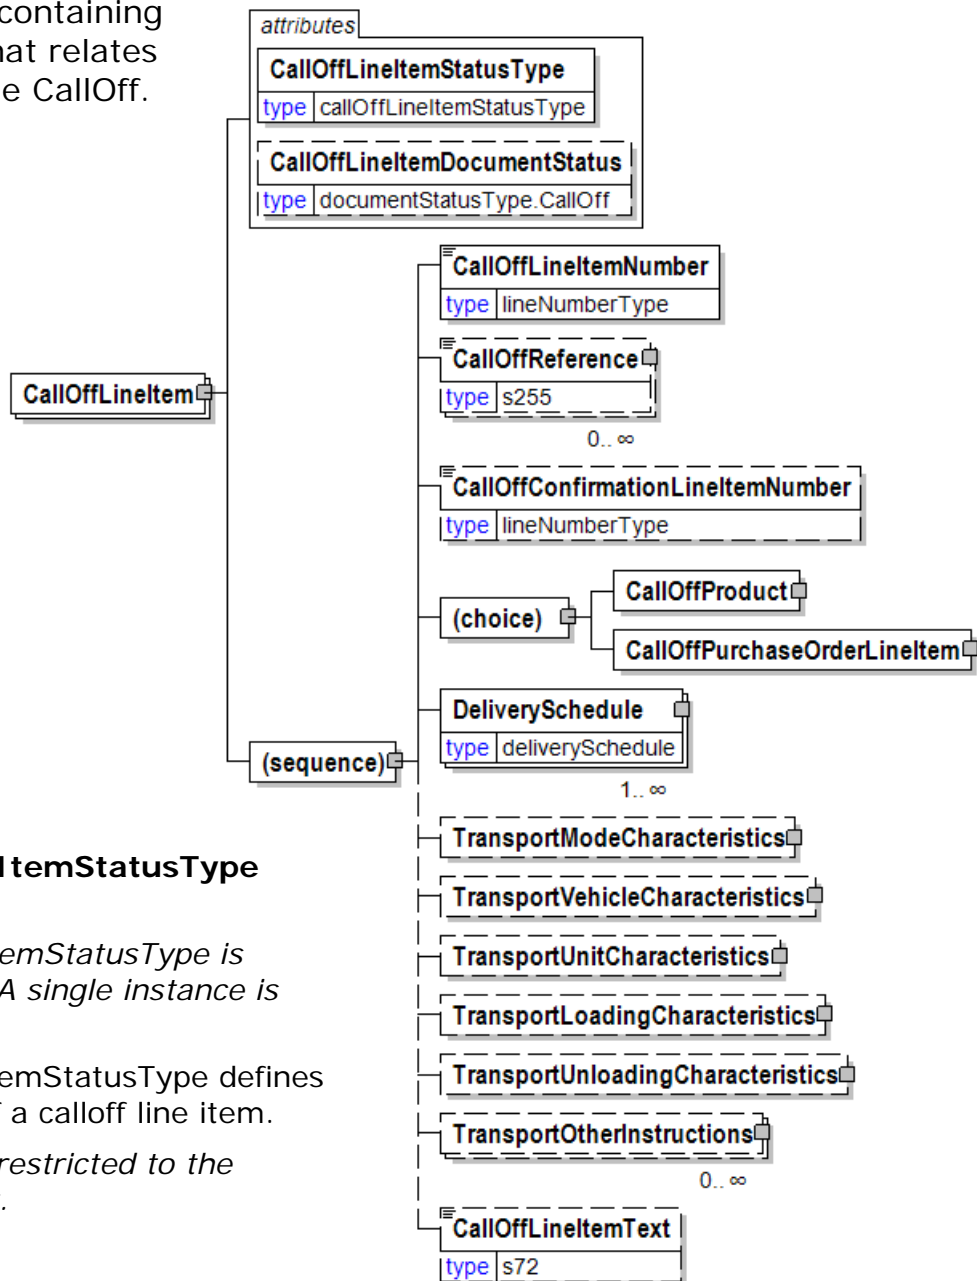 containing
hat relates
e CallOff.
attributes
CallOffLineItemStatusType
type callOffLineItemStatusType
CallOffLineItemDocumentStatus
type documentStatusType.CallOff
CallOffLineItemNumber
type lineNumberType
CallOffReference
type s255
0.. ∞
CallOffLineItem
CallOffConfirmationLineItemNumber
type lineNumberType
(choice)
CallOffProduct
CallOffPurchaseOrderLineItem
DeliverySchedule
type deliverySchedule
1.. ∞
(sequence)
TransportModeCharacteristics
TransportVehicleCharacteristics
TransportUnitCharacteristics
TransportLoadingCharacteristics
TransportUnloadingCharacteristics
TransportOtherInstructions
0.. ∞
CallOffLineItemText
type s72
ItemStatusType
emStatusType is
A single instance is
emStatusType defines
f a calloff line item.
restricted to the
.